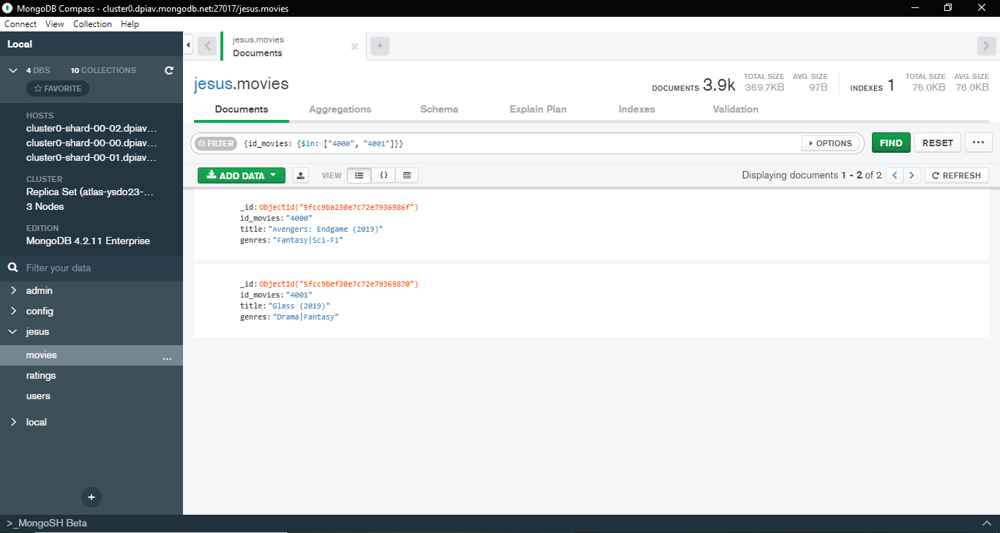 MongoDB Compass - cluster0.dpiav.mongodb.net:27017/jesus.movies
Connect View Collection Help
Local
4 DBS 10 COLLECTIONS
FAVORITE
HOSTS
cluster0-shard-00-02.dpiav...
cluster0-shard-00-00.dpiav...
cluster0-shard-00-01.dpiav...
CLUSTER
Replica Set (atlas-ysdo23-...
3 Nodes
EDITION
MongoDB 4.2.11 Enterprise
Filter your data
admin
config
jesus
movies ...
ratings
users
local
+
jesus.movies
Documents
+
jesus.movies
DOCUMENTS 3.9k TOTAL SIZE 369.7KB AVG. SIZE 97B INDEXES 1 TOTAL SIZE 76.0KB AVG. SIZE 76.0KB
Documents Aggregations Schema Explain Plan Indexes Validation
FILTER {id_movies: {$in: ["4000", "4001"]}} OPTIONS FIND RESET ...
ADD DATA VIEW {} Displaying documents 1 - 2 of 2 REFRESH
_id: ObjectId("5fcc9ba230e7c72e7936986f")
id_movies: "4000"
title: "Avengers: Endgame (2019)"
genres: "Fantasy|Sci-Fi"
_id: ObjectId("5fcc9bef30e7c72e79369870")
id_movies: "4001"
title: "Glass (2019)"
genres: "Drama|Fantasy"
>_MongoSH Beta